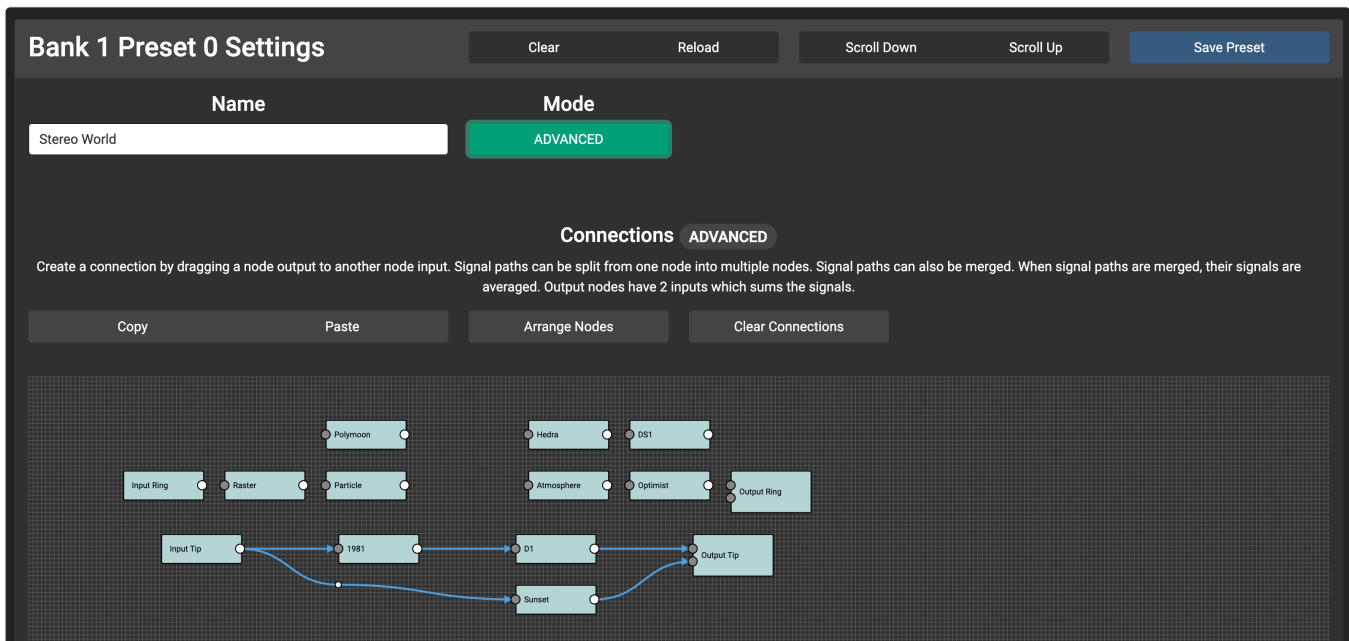 Bank 1 Preset 0 Settings
Clear
Reload
Scroll Down
Scroll Up
Save Preset
Name
Mode
Stereo World
ADVANCED
Connections ADVANCED
Create a connection by dragging a node output to another node input. Signal paths can be split from one node into multiple nodes. Signal paths can also be merged. When signal paths are merged, their signals are
averaged. Output nodes have 2 inputs which sums the signals.
Copy
Paste
Arrange Nodes
Clear Connections
Polymoon
Hedra
DS1
Input Ring
Raster
Particle
Atmosphere
Optimist
Output Ring
Input Tip
1981
D1
Output Tip
Sunset